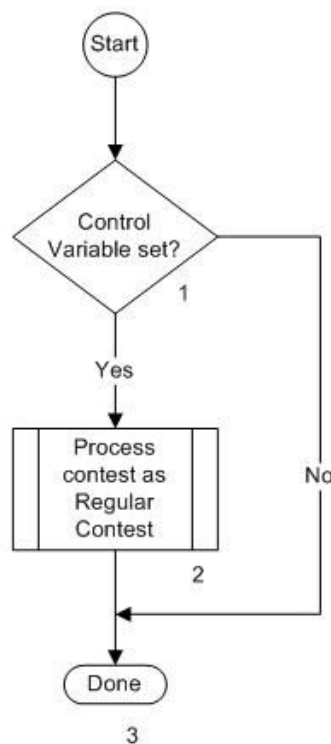 Start
Control
Variable set?
1
Yes
Process
contest as
Regular
Contest
No
2
Done
3